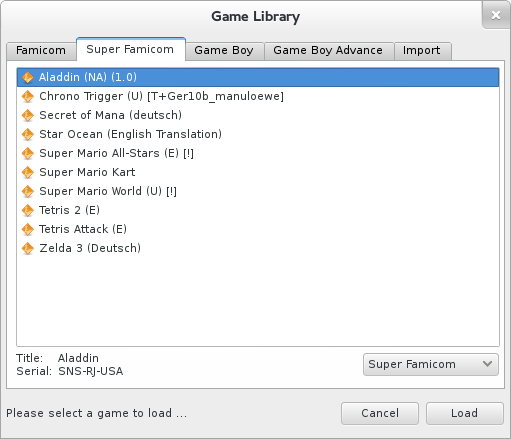 Game Library
Famicom Super Famicom Game Boy Game Boy Advance Import
Aladdin (NA) (1.0)
Chrono Trigger (U) [T+Ger10b_manuloewe]
Secret of Mana (deutsch)
Star Ocean (English Translation)
Super Mario All-Stars (E) [!]
Super Mario Kart
Super Mario World (U) [!]
Tetris 2 (E)
Tetris Attack (E)
Zelda 3 (Deutsch)
Title: Aladdin
Serial: SNS-RJ-USA
Super Famicom
Please select a game to load ...
Cancel Load